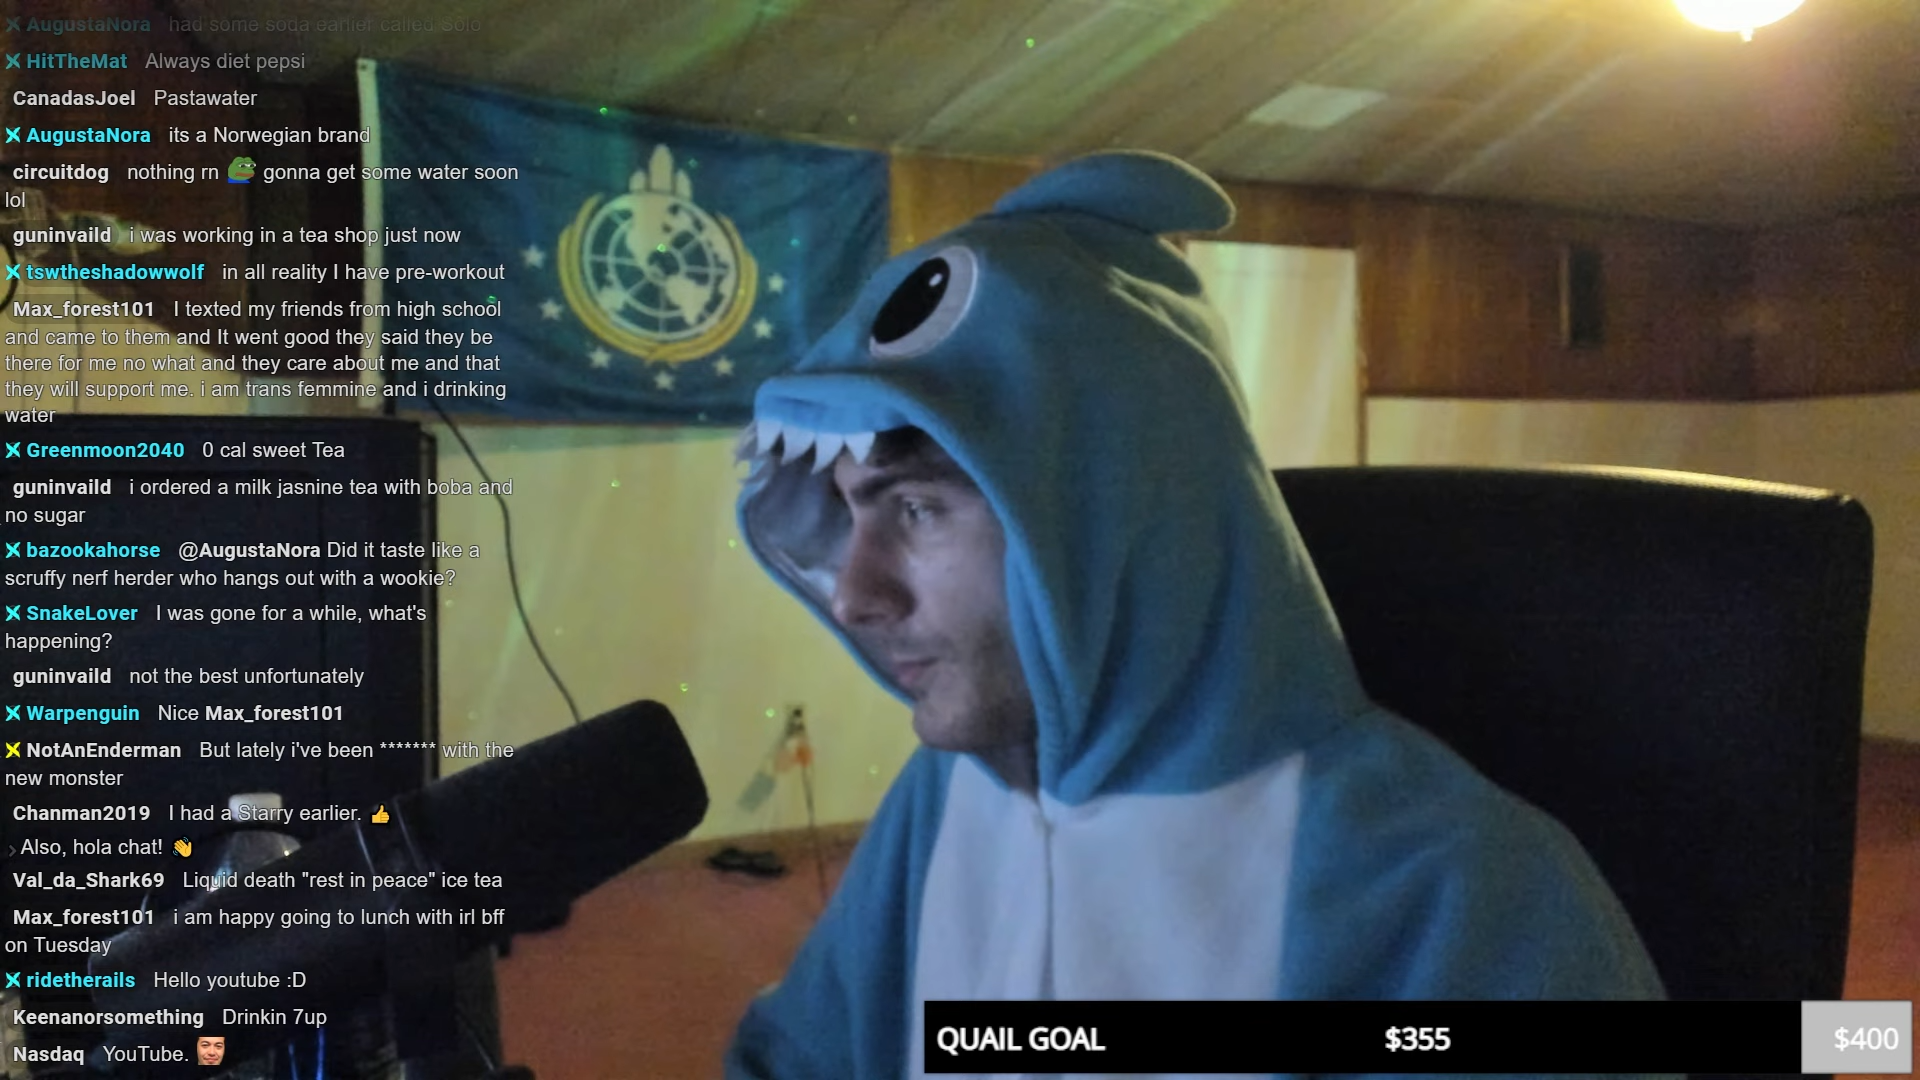 AugustaNora had some soda earlier called Solo
HitTheMat Always diet pepsi
CanadasJoel Pastawater
AugustaNora its a Norwegian brand
circuitdog nothing rn gonna get some water soon
lol
guninvaild i was working in a tea shop just now
tswtheshadowwolf in all reality I have pre-workout
Max_forest101 I texted my friends from high school
and came to them and It went good they said they be
there for me no what and they care about me and that
they will support me. i am trans femmine and i drinking
water
Greenmoon2040 0 cal sweet Tea
guninvaild i ordered a milk jasnine tea with boba and
no sugar
bazookahorse @AugustaNora Did it taste like a
scruffy nerf herder who hangs out with a wookie?
SnakeLover I was gone for a while, what's
happening?
guninvaild not the best unfortunately
Warpenguin Nice Max_forest101
NotAnEnderman But lately i've been ******* with the
new monster
Chanman2019 I had a Starry earlier. 👍
Also, hola chat! 👋
Val_da_Shark69 Liquid death "rest in peace" ice tea
Max_forest101 i am happy going to lunch with irl bff
on Tuesday
ridetherails Hello youtube :D
Keenanorsomething Drinkin 7up
Nasdaq YouTube.
QUAIL GOAL $355 $400